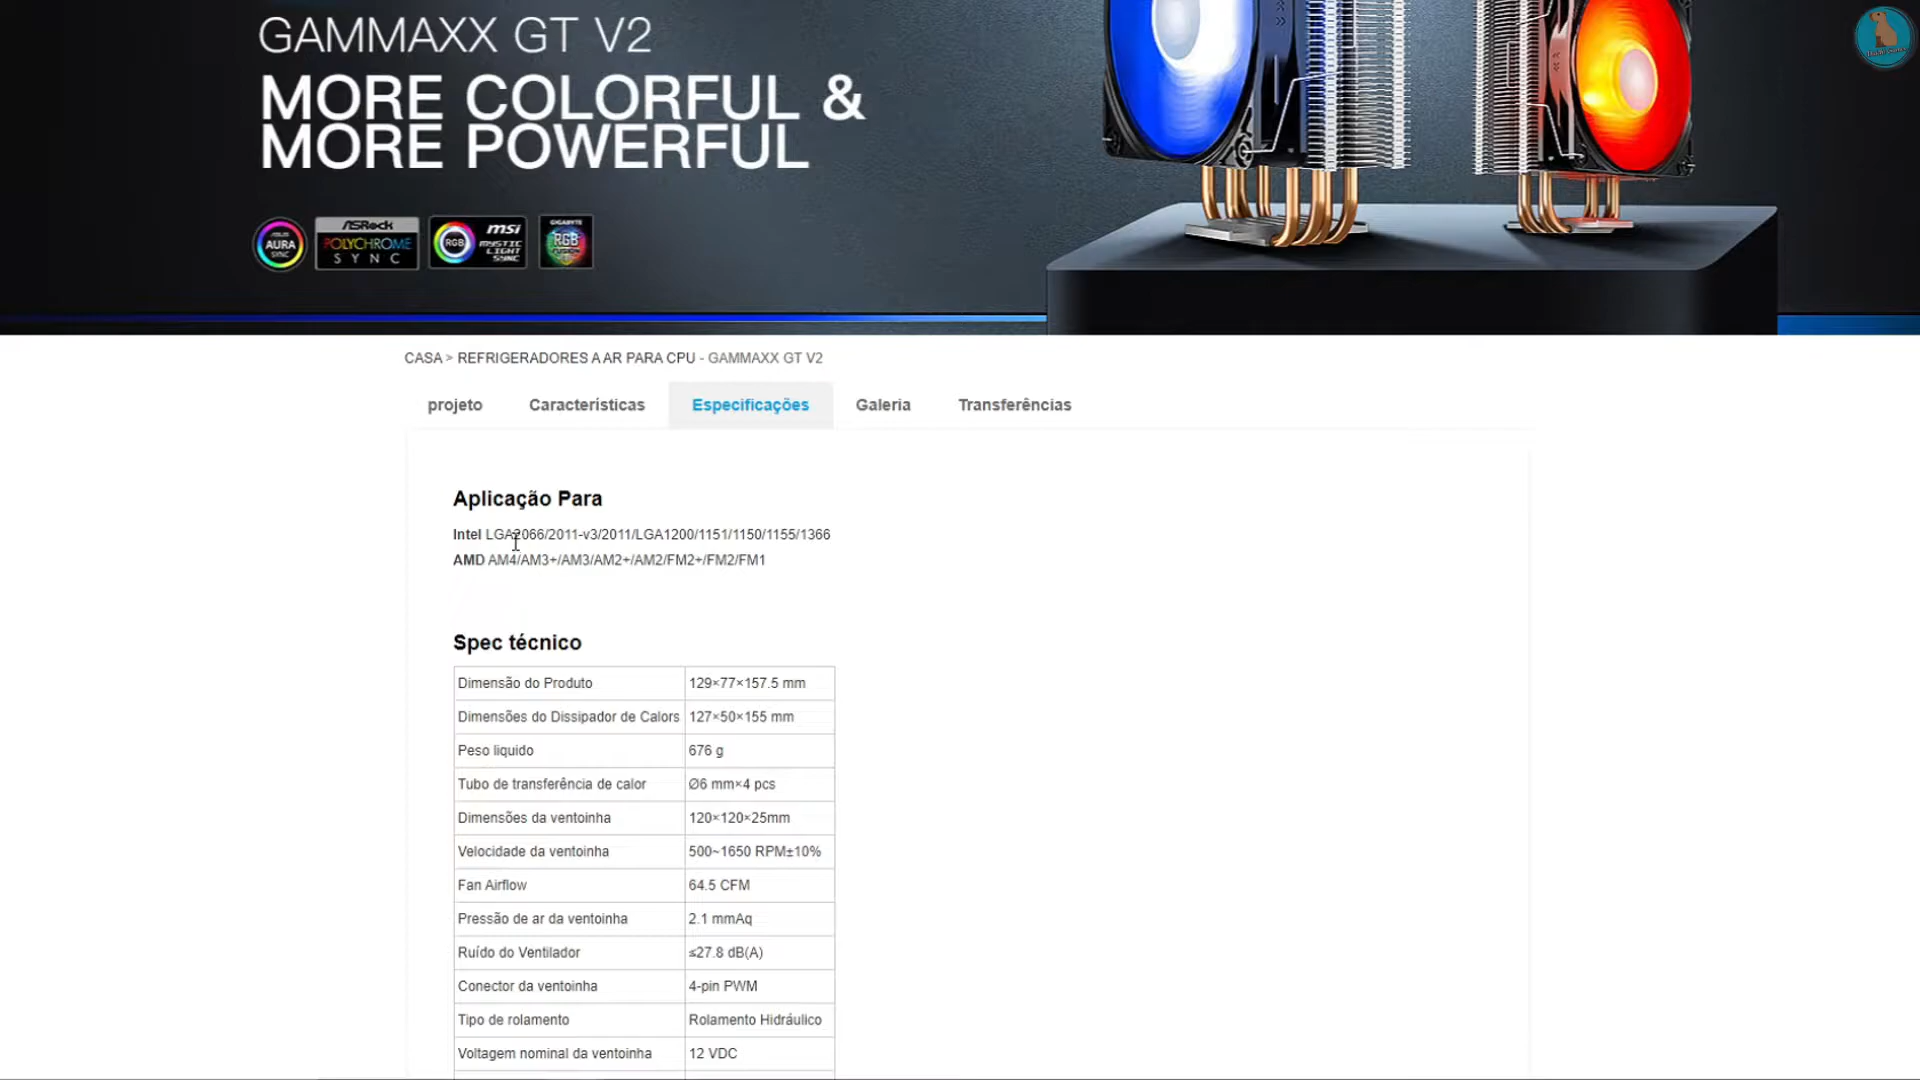 GAMMAXX GT V2
MORE COLORFUL &
MORE POWERFUL
AURA
SYNC
ASRock
POLYCHROME
SYNC
RGB
msi
MYSTIC
LIGHT
SYNC
GIGABYTE
RGB
CASA > REFRIGERADORES A AR PARA CPU - GAMMAXX GT V2
projeto Características Especificações Galeria Transferências
Aplicação Para
Intel LGA2066/2011-v3/2011/LGA1200/1151/1150/1155/1366
AMD AM4/AM3+/AM3/AM2+/AM2/FM2+/FM2/FM1
Spec técnico
Dimensão do Produto 129×77×157.5 mm
Dimensões do Dissipador de Calors 127×50×155 mm
Peso liquido 676 g
Tubo de transferência de calor Ø6 mm×4 pcs
Dimensões da ventoinha 120×120×25mm
Velocidade da ventoinha 500~1650 RPM±10%
Fan Airflow 64.5 CFM
Pressão de ar da ventoinha 2.1 mmAq
Ruído do Ventilador ≤27.8 dB(A)
Conector da ventoinha 4-pin PWM
Tipo de rolamento Rolamento Hidráulico
Voltagem nominal da ventoinha 12 VDC